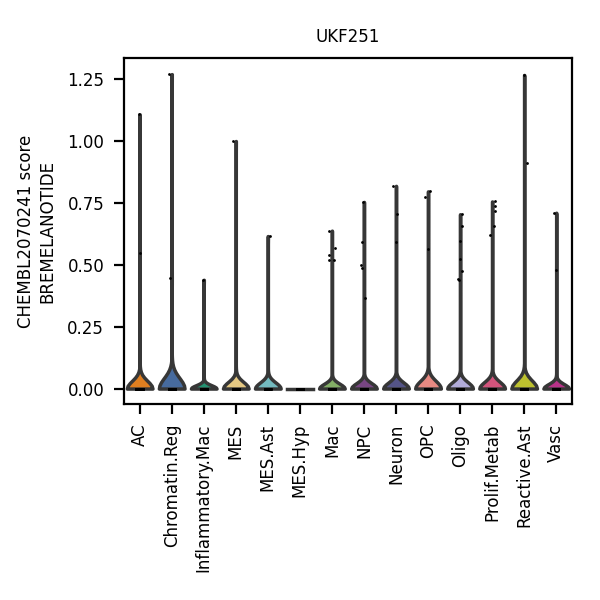 UKF251
CHEMBL2070241 score
BREMELANOTIDE
1.25
1.00
0.75
0.50
0.25
0.00
AC
Chromatin.Reg
Inflammatory.Mac
MES
MES.Ast
MES.Hyp
Mac
NPC
Neuron
OPC
Oligo
Prolif.Metab
Reactive.Ast
Vasc